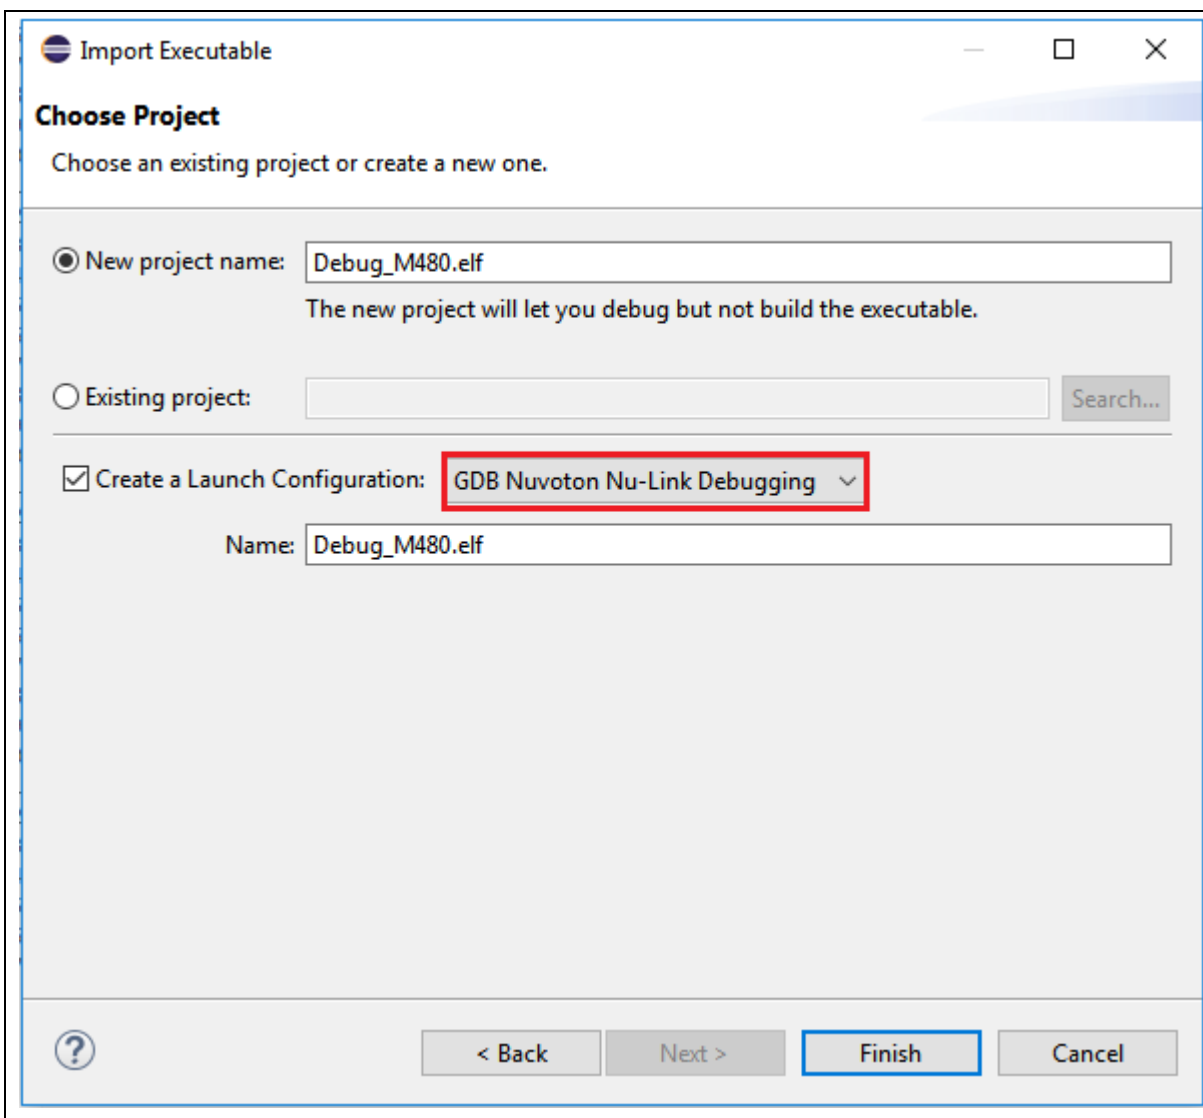 Import Executable
Choose Project
Choose an existing project or create a new one.
New project name: Debug_M480.elf
The new project will let you debug but not build the executable.
Existing project: Search...
Create a Launch Configuration: GDB Nuvoton Nu-Link Debugging
Name: Debug_M480.elf
< Back Next > Finish Cancel